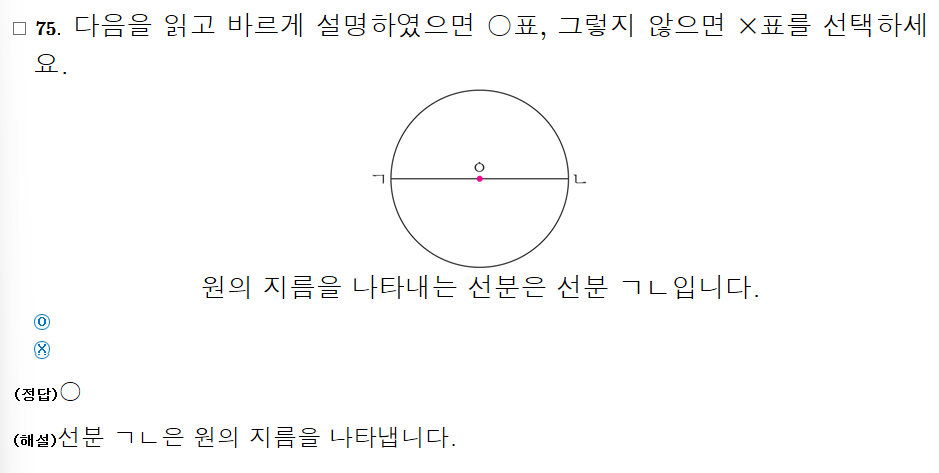 □ 75. 다음을 읽고 바르게 설명하였으면 ○표, 그렇지 않으면 ×표를 선택하세
요.
ㅇ
ㄱ ㄴ
원의 지름을 나타내는 선분은 선분 ㄱㄴ입니다.
ⓞ
ⓧ
(정답)○
(해설)선분 ㄱㄴ은 원의 지름을 나타냅니다.